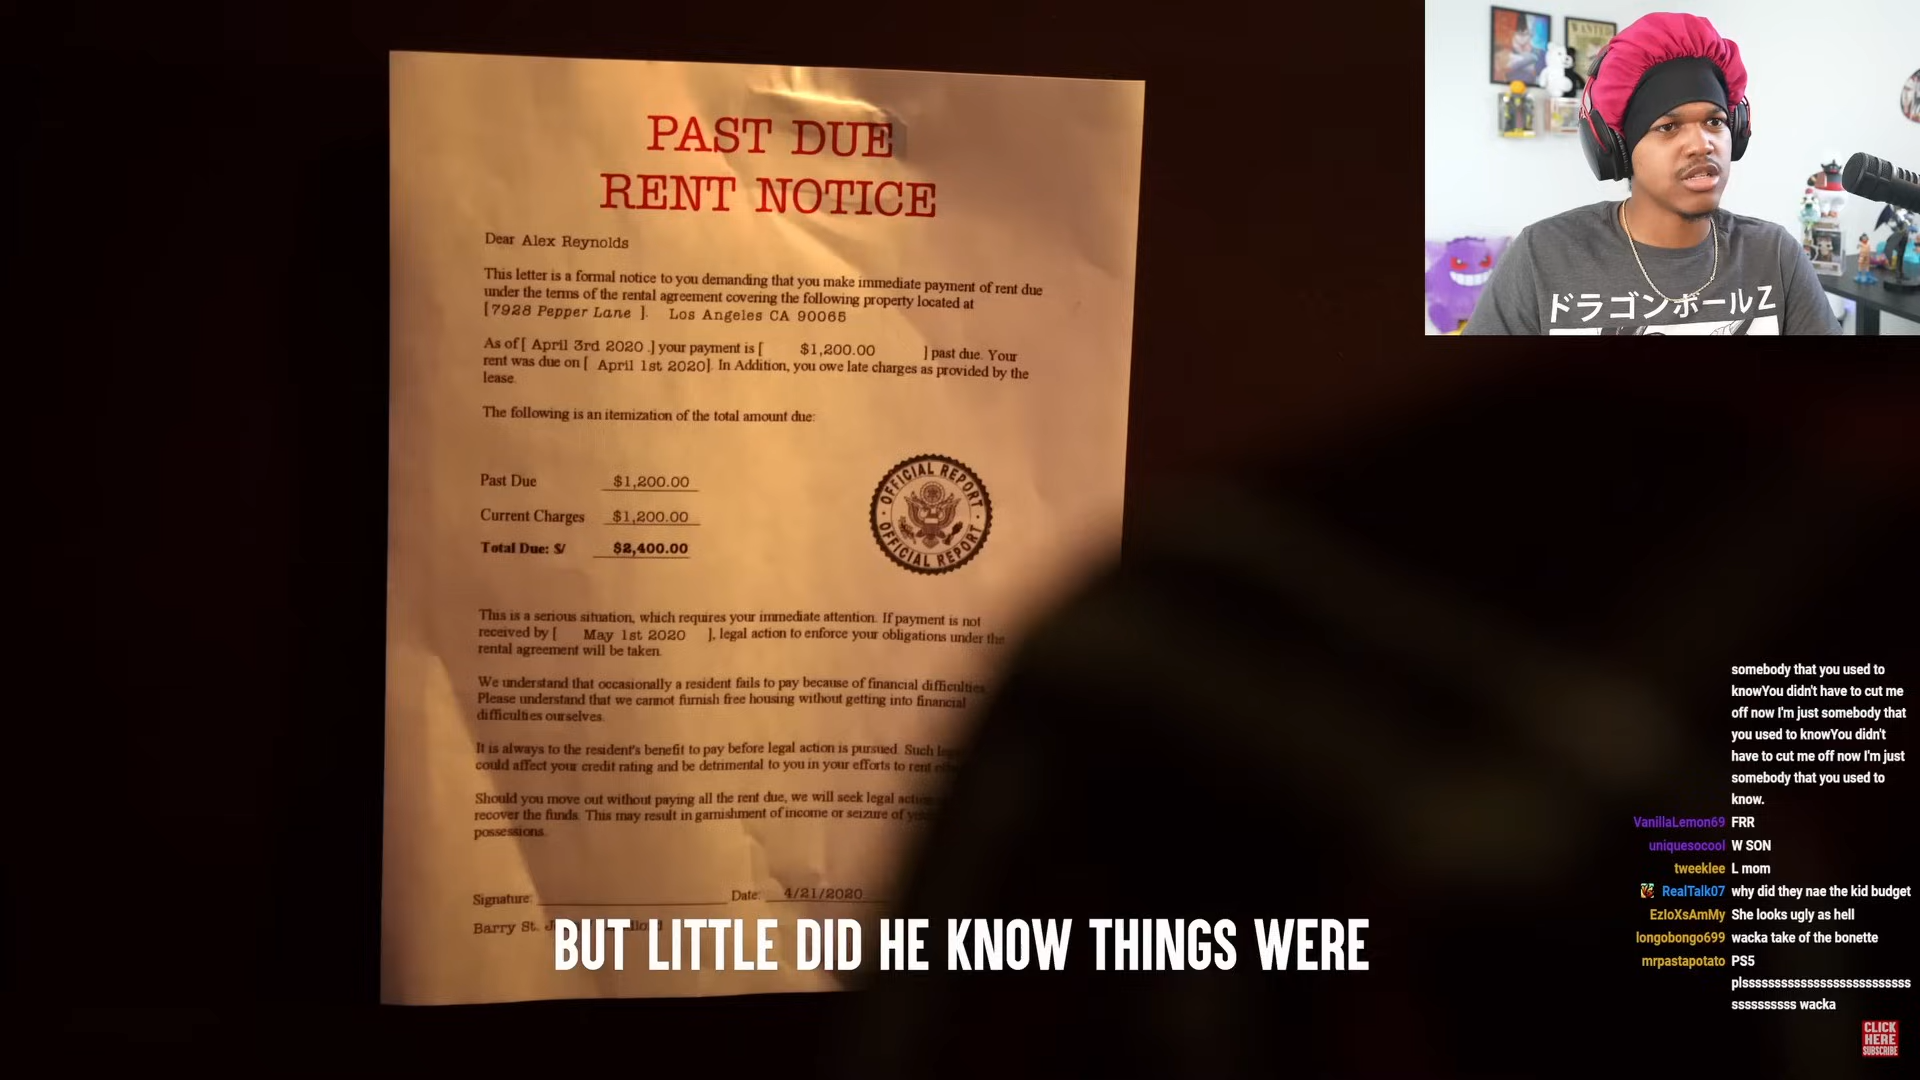 PAST DUE
RENT NOTICE
Dear Alex Reynolds
This letter is a formal notice to you demanding that you make immediate payment of rent due
under the terms of the rental agreement covering the following property located at
[7928 Pepper Lane ]. Los Angeles CA 90065
As of [ April 3rd 2020 .] your payment is [ $1,200.00 ] past due. Your
rent was due on [ April 1st 2020]. In Addition, you owe late charges as provided by the
lease.
The following is an itemization of the total amount due:
Past Due $1,200.00
Current Charges $1,200.00
Total Due: $/ $2,400.00
OFFICIAL REPORT
OFFICIAL REPORT
This is a serious situation, which requires your immediate attention. If payment is not
received by [ May 1st 2020 ], legal action to enforce your obligations under the
rental agreement will be taken.
We understand that occasionally a resident fails to pay because of financial difficulties.
Please understand that we cannot furnish free housing without getting into financial
difficulties ourselves.
It is always to the resident's benefit to pay before legal action is pursued. Such
could affect your credit rating and be detrimental to you in your efforts to rent
Should you move out without paying all the rent due, we will seek legal
recover the funds. This may result in garnishment of income or seizure of
possessions.
Signature: Date: 4/21/2020
Barry St.
BUT LITTLE DID HE KNOW THINGS WERE
WANTED
ドラゴンボールZ
somebody that you used to
knowYou didn't have to cut me
off now I'm just somebody that
you used to knowYou didn't
have to cut me off now I'm just
somebody that you used to
know.
VanillaLemon69 FRR
uniquesocool W SON
tweeklee L mom
RealTalk07 why did they nae the kid budget
EzloXsAmMy She looks ugly as hell
longobongo699 wacka take of the bonette
mrpastapotato PS5
plsssssssssssssssssssssssssss
ssssssssss wacka
CLICK
HERE
SUBSCRIBE